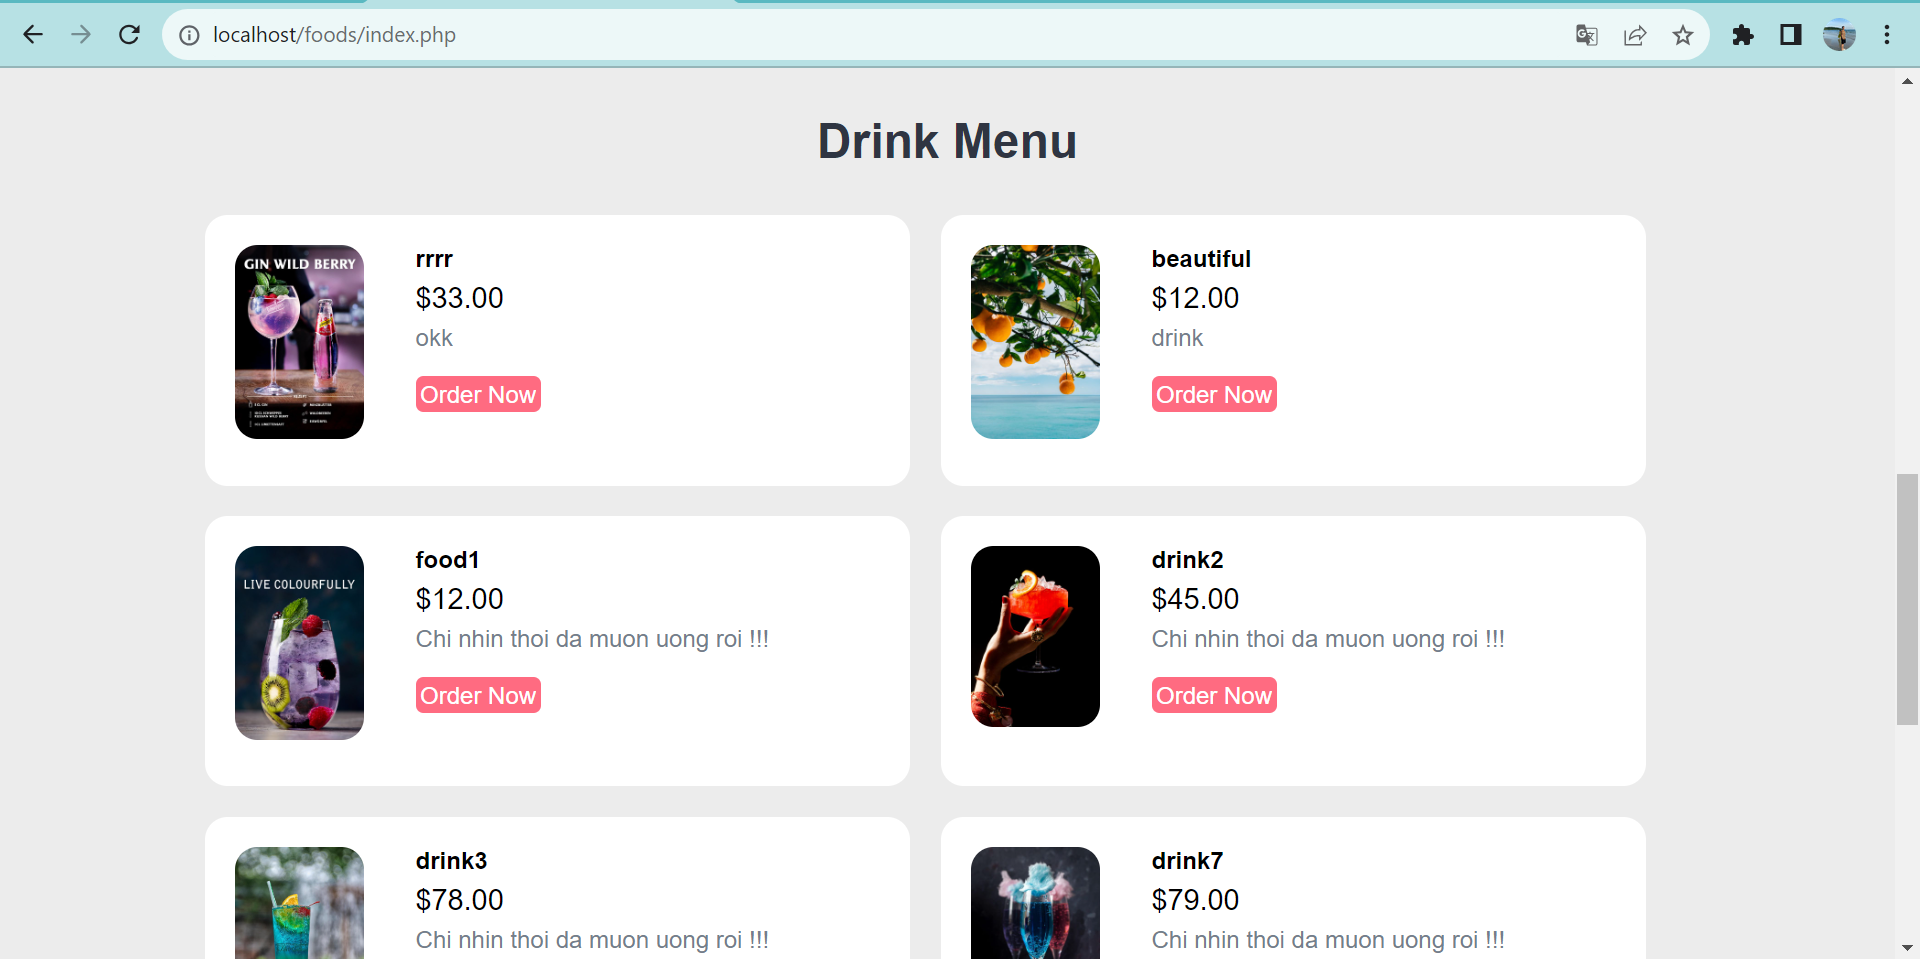 localhost/foods/index.php
Drink Menu
GIN WILD BERRY
rrrr
$33.00
okk
Order Now
beautiful
$12.00
drink
Order Now
LIVE COLOURFULLY
food1
$12.00
Chi nhin thoi da muon uong roi !!!
Order Now
drink2
$45.00
Chi nhin thoi da muon uong roi !!!
Order Now
drink3
$78.00
Chi nhin thoi da muon uong roi !!!
drink7
$79.00
Chi nhin thoi da muon uong roi !!!